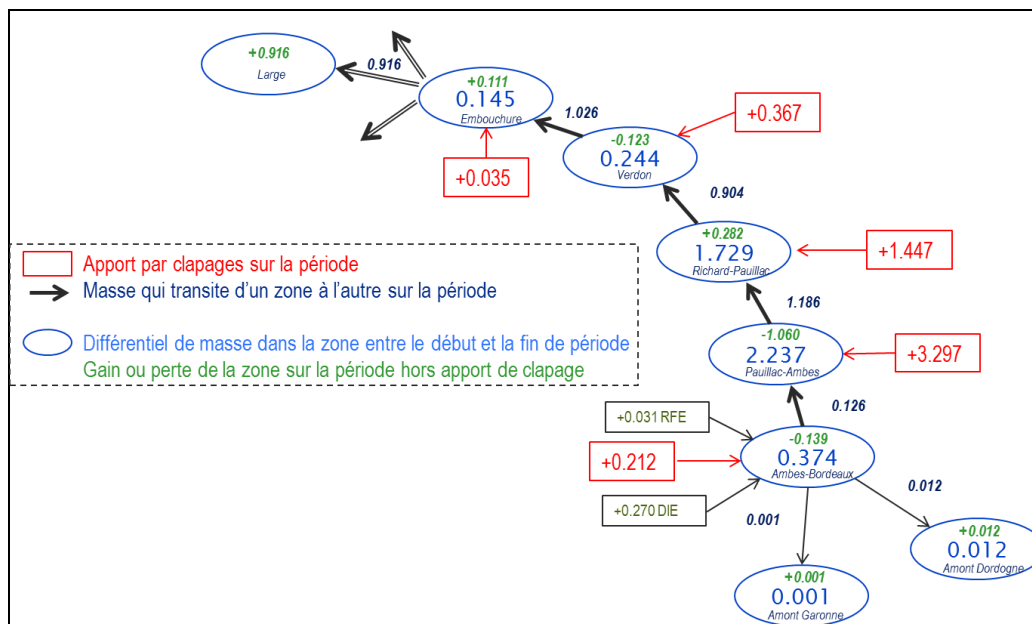 +0.916
Large
0.916
+0.111
0.145
Embouchure
1.026
+0.367
-0.123
0.244
Verdon
+0.035
0.904
+0.282
1.729
Richard-Pauillac
+1.447
Apport par clapages sur la période
Masse qui transite d'un zone à l'autre sur la période
Différentiel de masse dans la zone entre le début et la fin de période
Gain ou perte de la zone sur la période hors apport de clapage
1.186
-1.060
2.237
Pauillac-Ambes
+3.297
0.126
+0.031 RFE
-0.139
0.374
Ambes-Bordeaux
+0.212
+0.270 DIE
0.001
0.012
+0.012
0.012
Amont Dordogne
+0.001
0.001
Amont Garonne